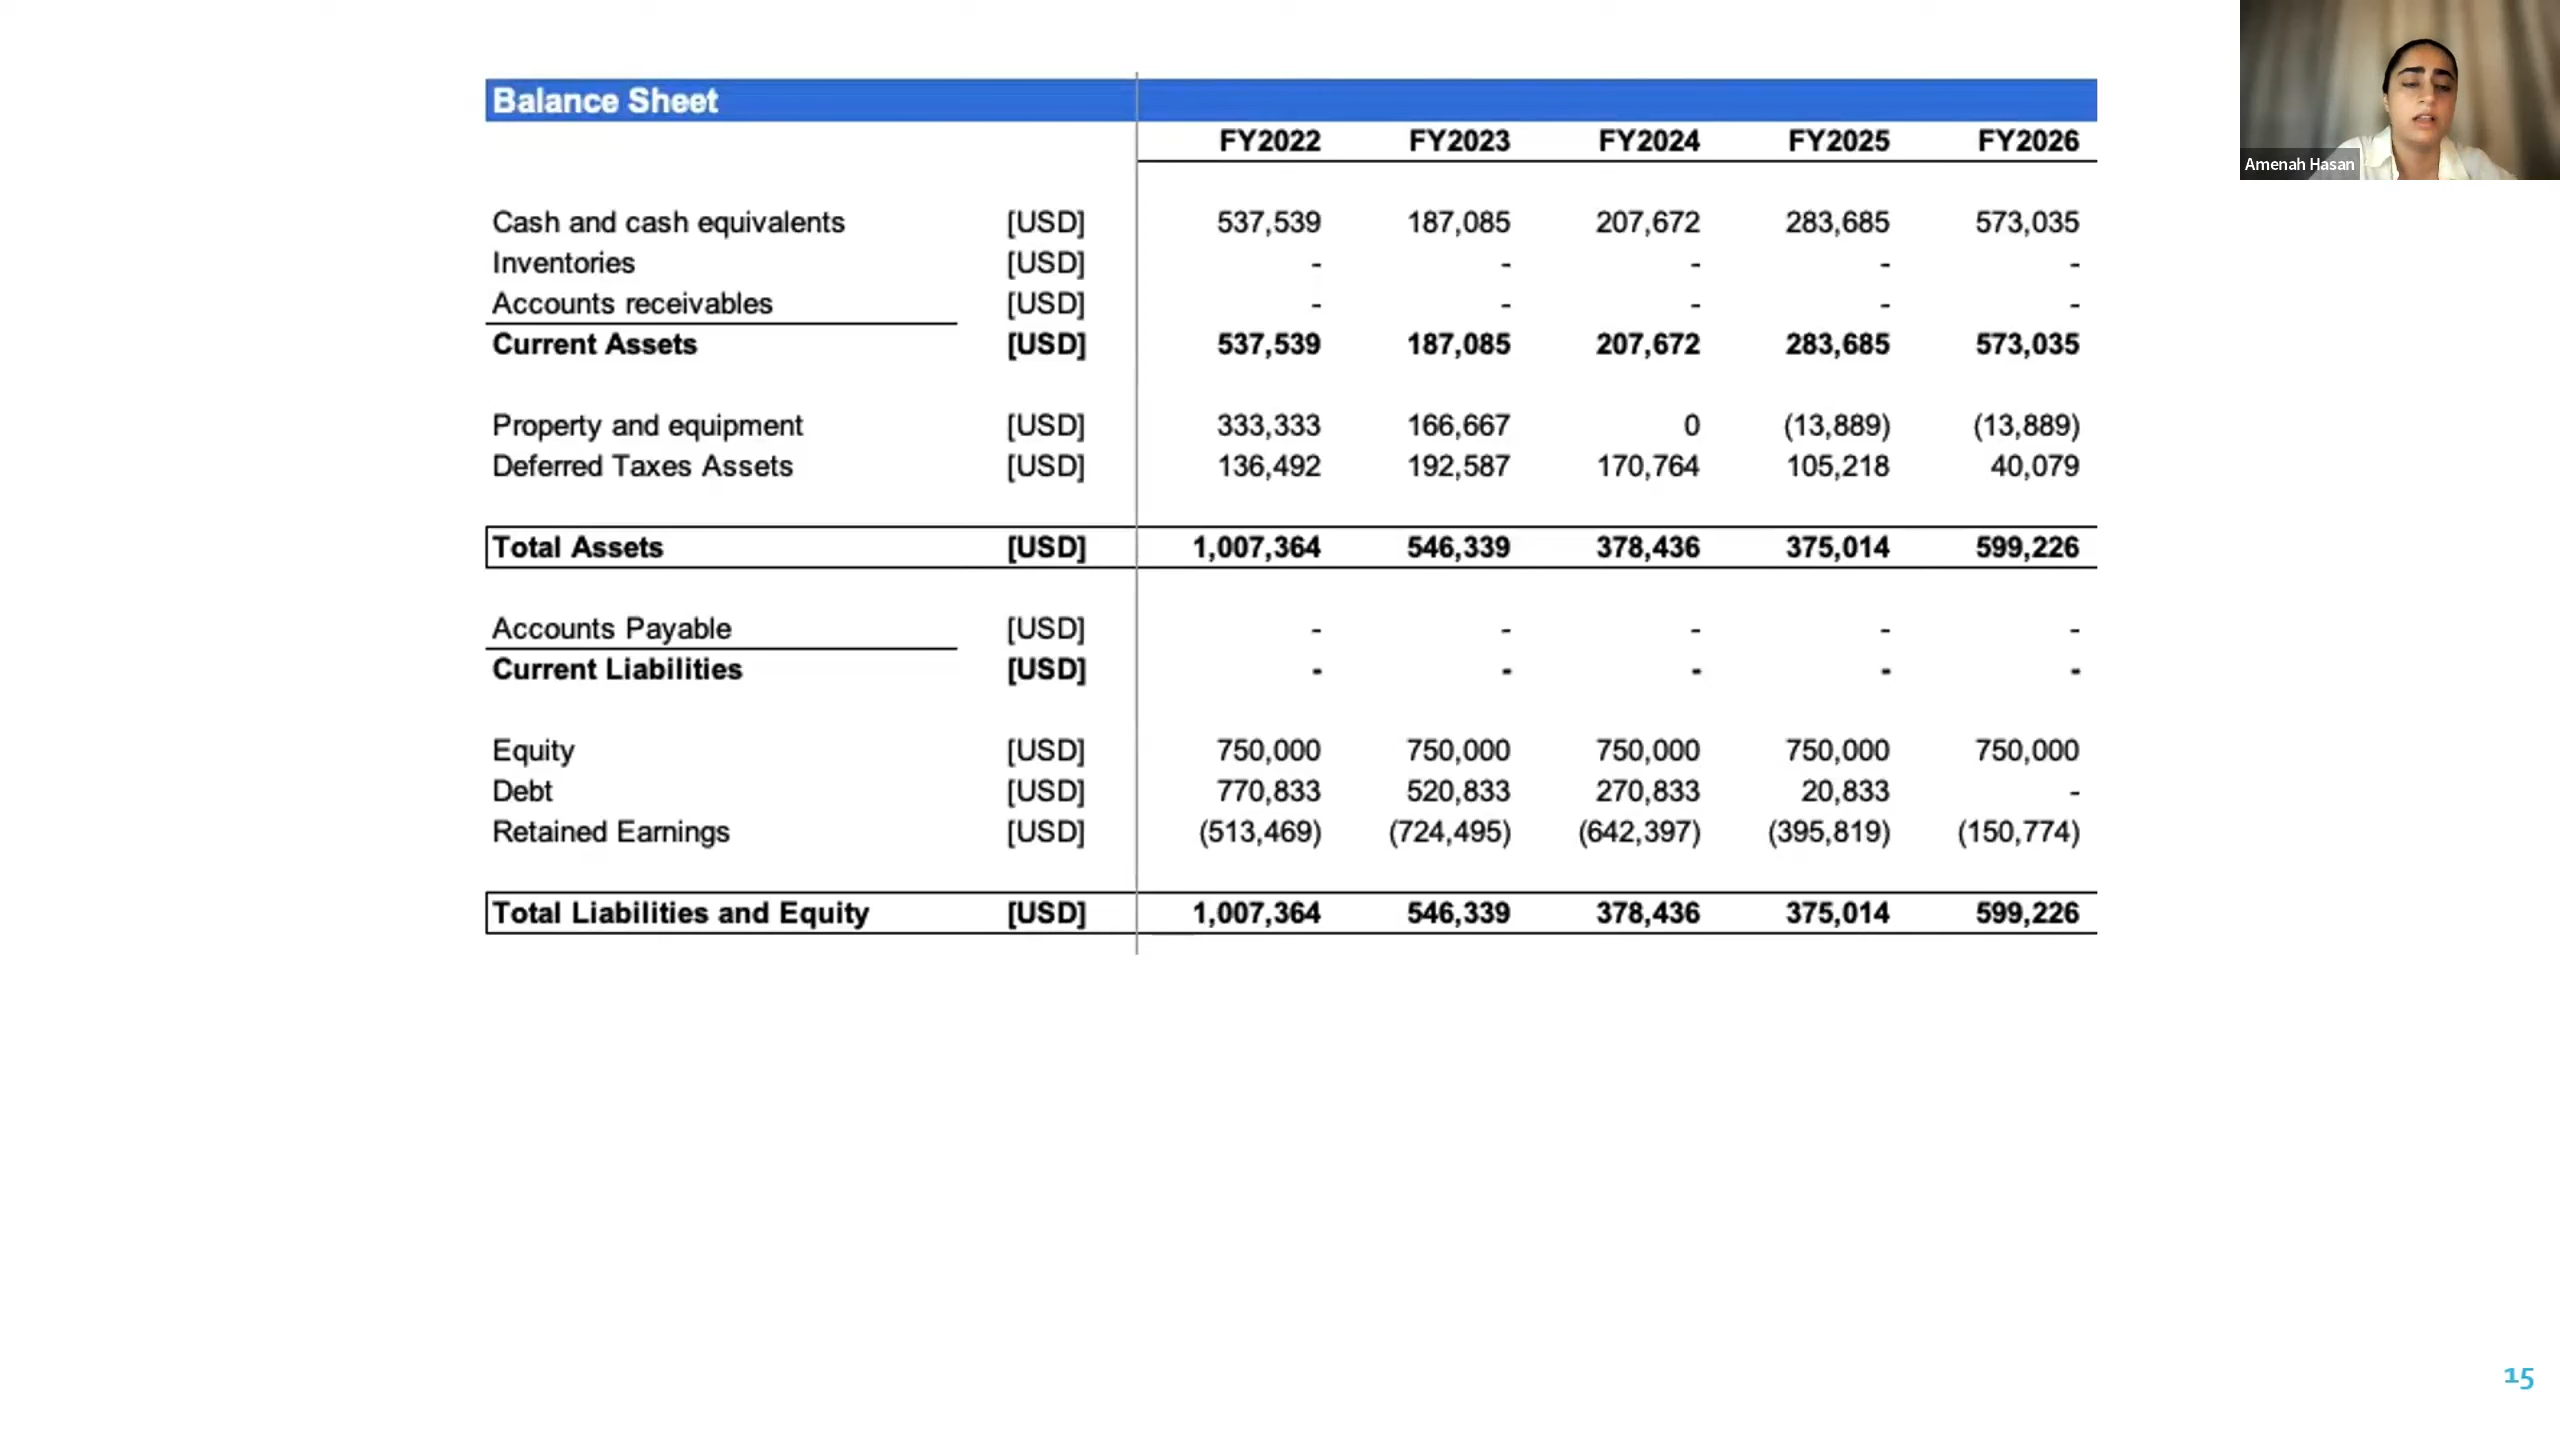 Balance Sheet
FY2022 FY2023 FY2024 FY2025 FY2026
Cash and cash equivalents [USD] 537,539 187,085 207,672 283,685 573,035
Inventories [USD] - - - - -
Accounts receivables [USD] - - - - -
Current Assets [USD] 537,539 187,085 207,672 283,685 573,035
Property and equipment [USD] 333,333 166,667 0 (13,889) (13,889)
Deferred Taxes Assets [USD] 136,492 192,587 170,764 105,218 40,079
Total Assets [USD] 1,007,364 546,339 378,436 375,014 599,226
Accounts Payable [USD] - - - - -
Current Liabilities [USD] - - - - -
Equity [USD] 750,000 750,000 750,000 750,000 750,000
Debt [USD] 770,833 520,833 270,833 20,833 -
Retained Earnings [USD] (513,469) (724,495) (642,397) (395,819) (150,774)
Total Liabilities and Equity [USD] 1,007,364 546,339 378,436 375,014 599,226
Amenah Hasan
15